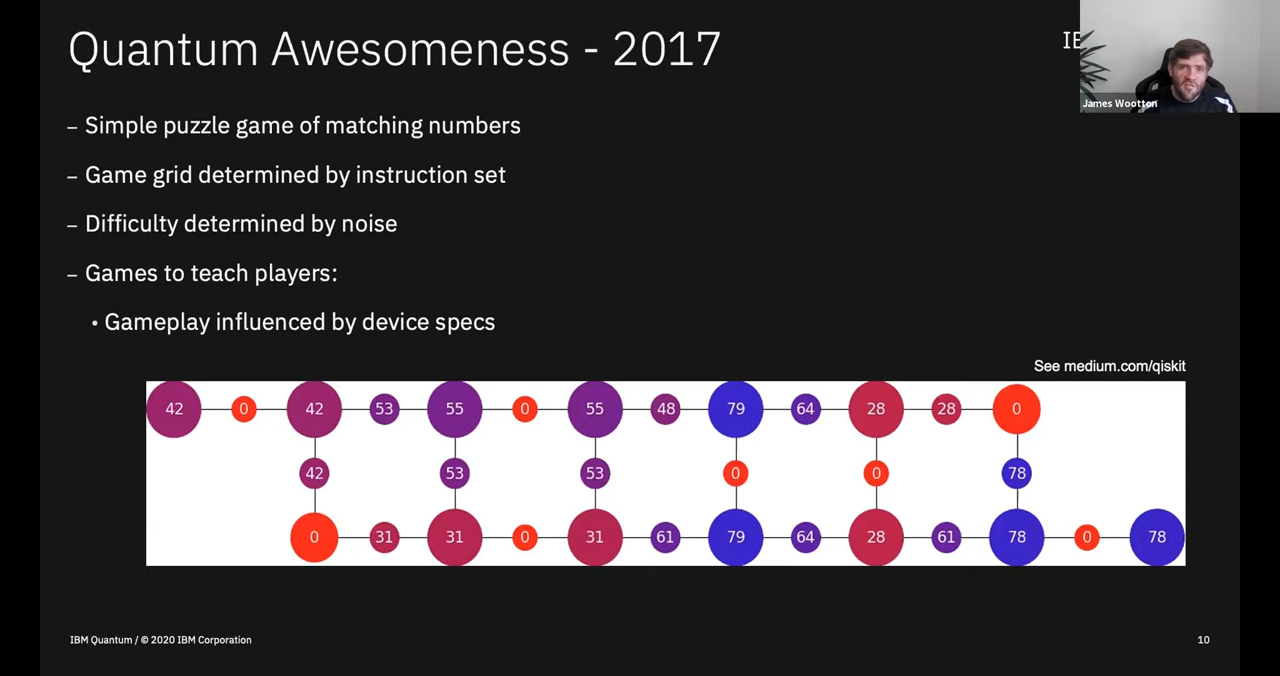 Quantum Awesomeness - 2017
IB
James Wootton
– Simple puzzle game of matching numbers
– Game grid determined by instruction set
– Difficulty determined by noise
– Games to teach players:
• Gameplay influenced by device specs
See medium.com/qiskit
42 0 42 53 55 0 55 48 79 64 28 28 0
42 53 53 0 0 78
0 31 31 0 31 61 79 64 28 61 78 0 78
IBM Quantum / © 2020 IBM Corporation
10